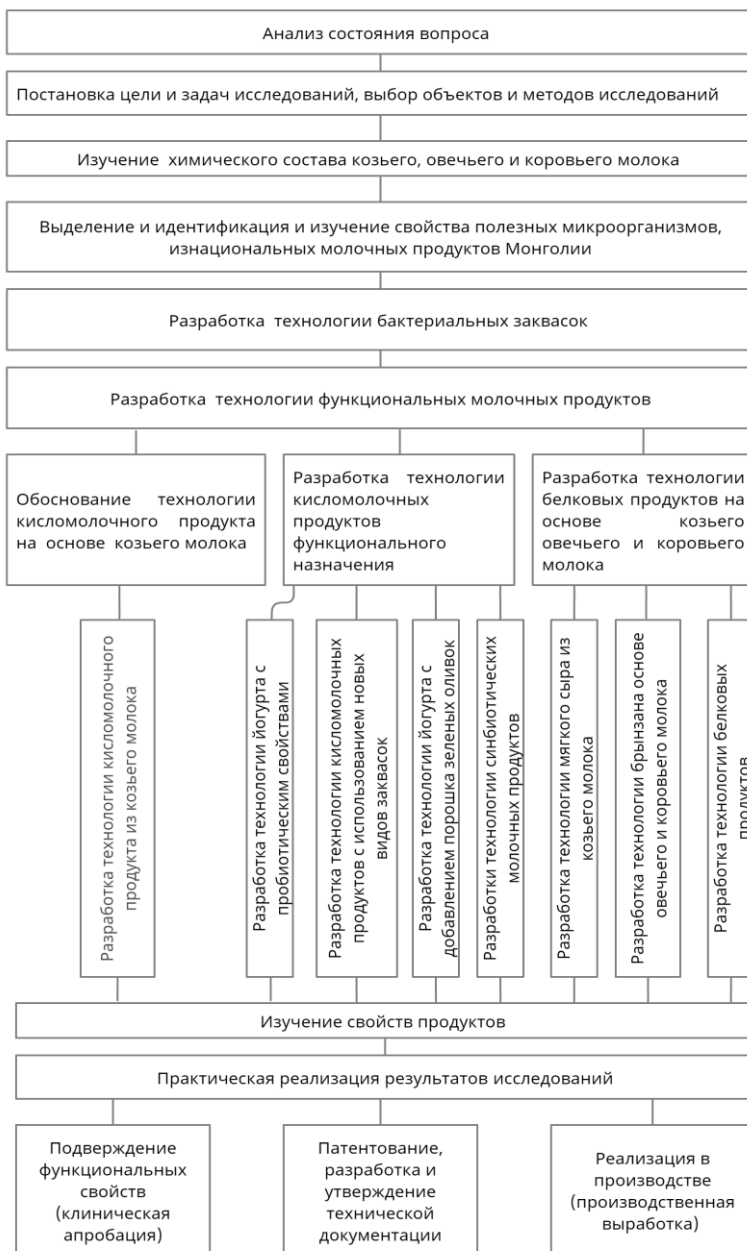 Анализ состояния вопроса
Постановка цели и задач исследований, выбор объектов и методов исследований
Изучение химического состава козьего, овечьего и коровьего молока
Выделение и идентификация и изучение свойства полезных микроорганизмов,
изнациональных молочных продуктов Монголии
Разработка технологии бактериальных заквасок
Разработка технологии функциональных молочных продуктов
Обоснование технологии
кисломолочного продукта
на основе козьего молока
Разработка технологии
кисломолочных
продуктов
функционального
назначения
Разработка технологии
белковых продуктов на
основе козьего
овечьего и коровьего
молока
Разработка технологии кисломолочного
продукта из козьего молока
Разработка технологии йогурта с
пробиотическим свойствами
Разработка технологии кисломолочных
продуктов с использованием новых
видов заквасок
Разработка технологии йогурта с
добавлением порошка зеленых оливок
Разработки технологии синбиотических
молочных продуктов
Разработка технологии мягкого сыра из
козьего молока
Разработка технологии брынзана основе
овечьего и коровьего молока
Разработка технологии белковых
продуктов
Изучение свойств продуктов
Практическая реализация результатов исследований
Подверждение
функциональных
свойств
(клиническая
апробация)
Патентование,
разработка и
утверждение
технической
документации
Реализация в
производстве
(производственная
выработка)